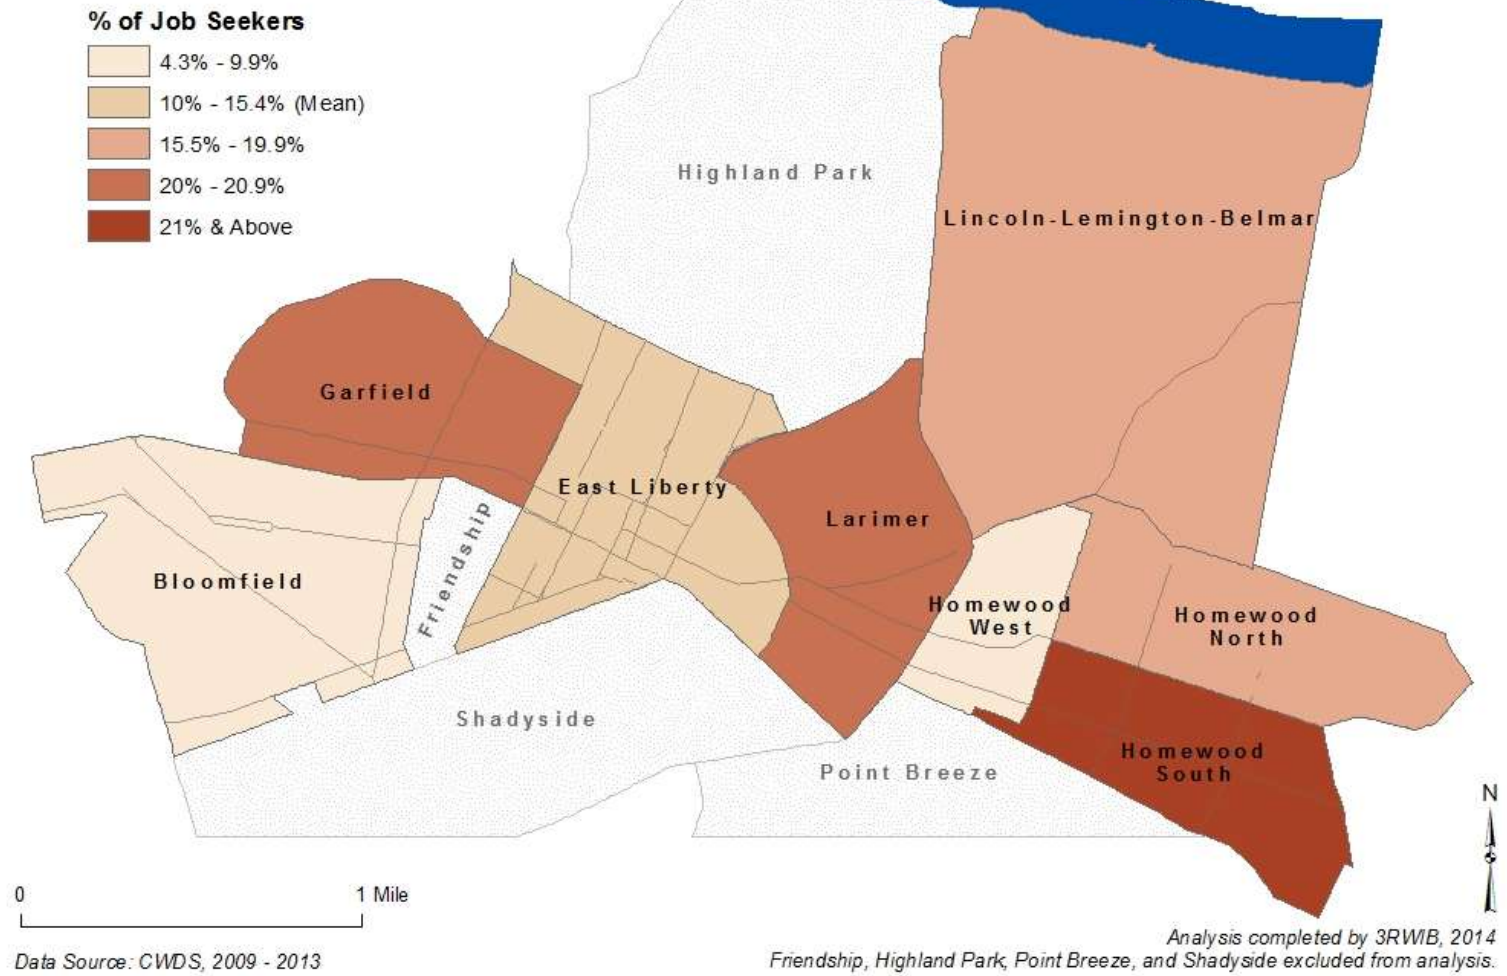 % of Job Seekers
4.3% - 9.9%
10% - 15.4% (Mean)
15.5% - 19.9%
20% - 20.9%
21% & Above
Highland Park
Lincoln-Lemington-Belmar
Garfield
East Liberty
Larimer
Friendship
Bloomfield
Homewood
West
Homewood
North
Shadyside
Homewood
South
Point Breeze
N
0 1 Mile
Analysis completed by 3RWIB, 2014
Data Source: CWDS, 2009 - 2013
Friendship, Highland Park, Point Breeze, and Shadyside excluded from analysis.